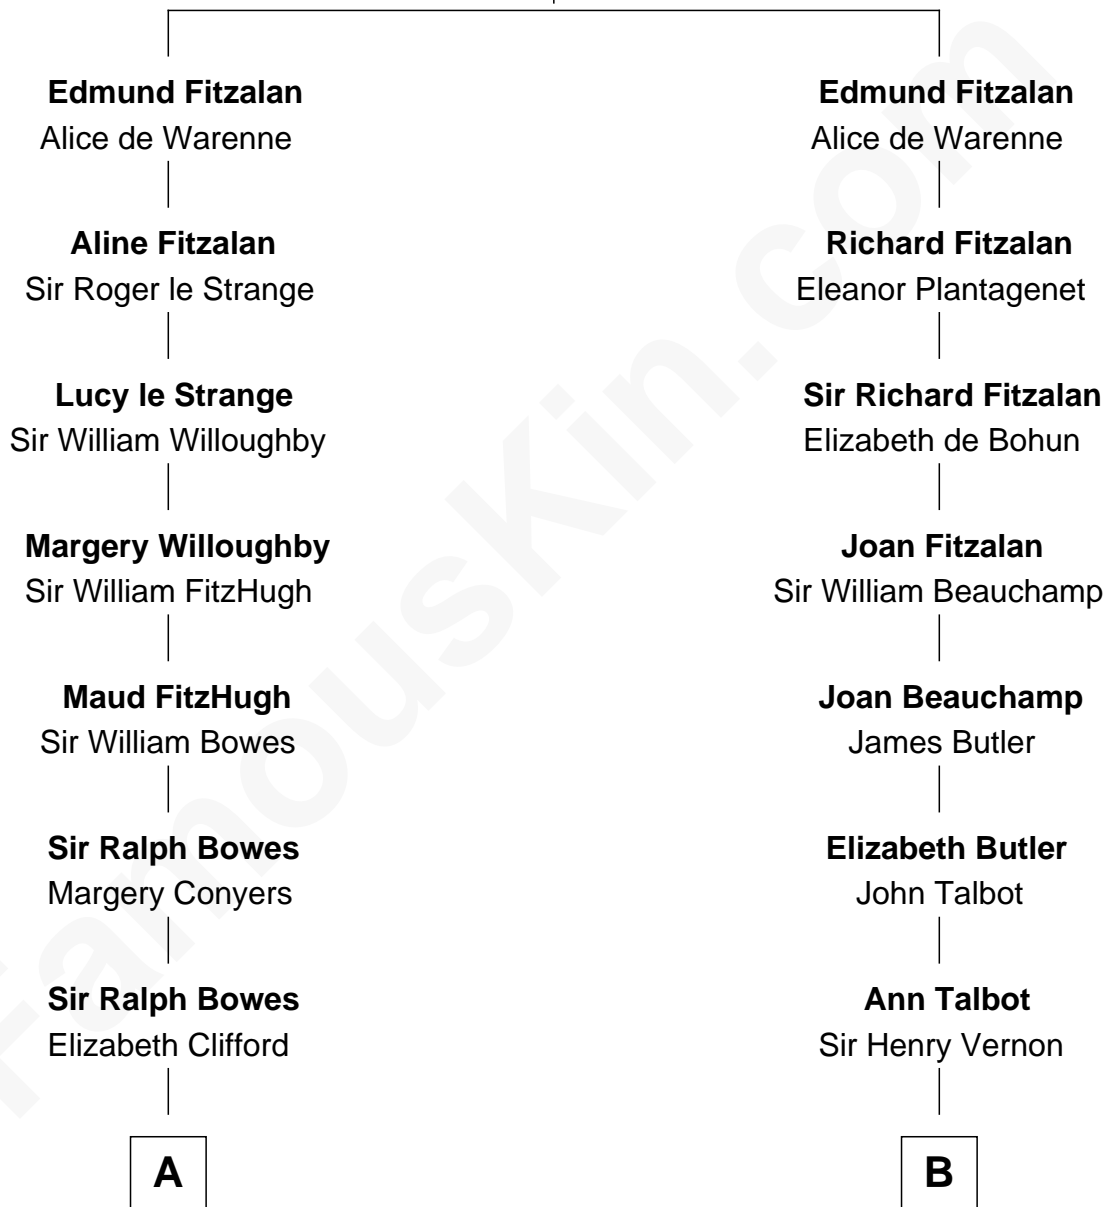 Edmund Fitzalan
Alice de Warenne
Aline Fitzalan
Sir Roger le Strange
Lucy le Strange
Sir William Willoughby
Margery Willoughby
Sir William FitzHugh
Maud FitzHugh
Sir William Bowes
Sir Ralph Bowes
Margery Conyers
Sir Ralph Bowes
Elizabeth Clifford
A
Edmund Fitzalan
Alice de Warenne
Richard Fitzalan
Eleanor Plantagenet
Sir Richard Fitzalan
Elizabeth de Bohun
Joan Fitzalan
Sir William Beauchamp
Joan Beauchamp
James Butler
Elizabeth Butler
John Talbot
Ann Talbot
Sir Henry Vernon
B
FamousKin.com